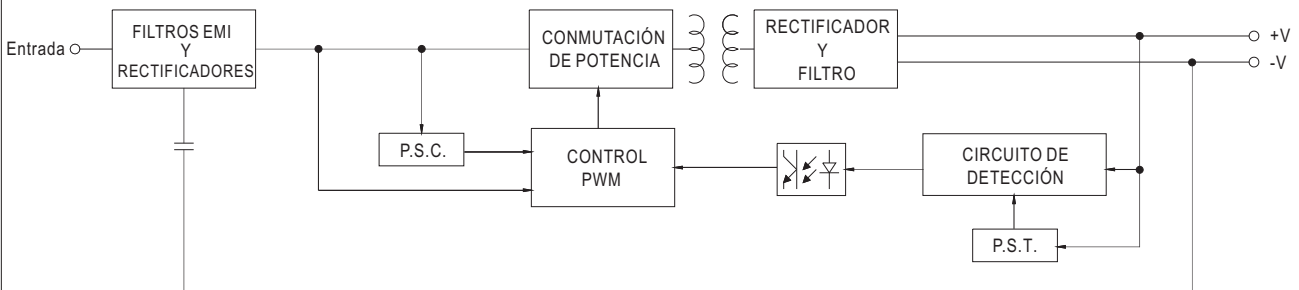 Entrada
FILTROS EMI
Y
RECTIFICADORES
CONMUTACIÓN
DE POTENCIA
RECTIFICADOR
Y
FILTRO
+V
-V
P.S.C.
CONTROL
PWM
CIRCUITO DE
DETECCIÓN
P.S.T.